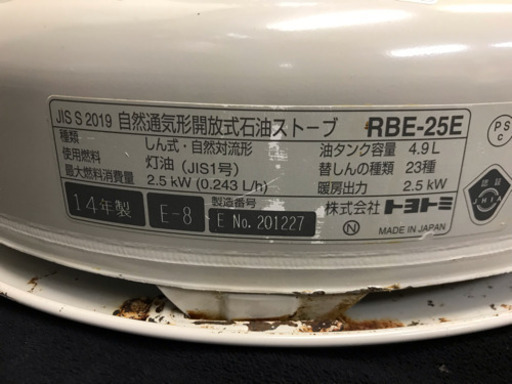 JIS S 2019 自然通気形開放式石油ストーブ RBE-25E
種類 しん式・自然対流形 油タンク容量 4.9 L
使用燃料 灯油（JIS1号） 替しんの種類 23種
最大燃料消費量 2.5 kW (0.243 L/h) 暖房出力 2.5 kW
14年製 E-8 製造番号 E No. 201227 株式会社トヨトミ
N MADE IN JAPAN
PS
C
認証
JHIA